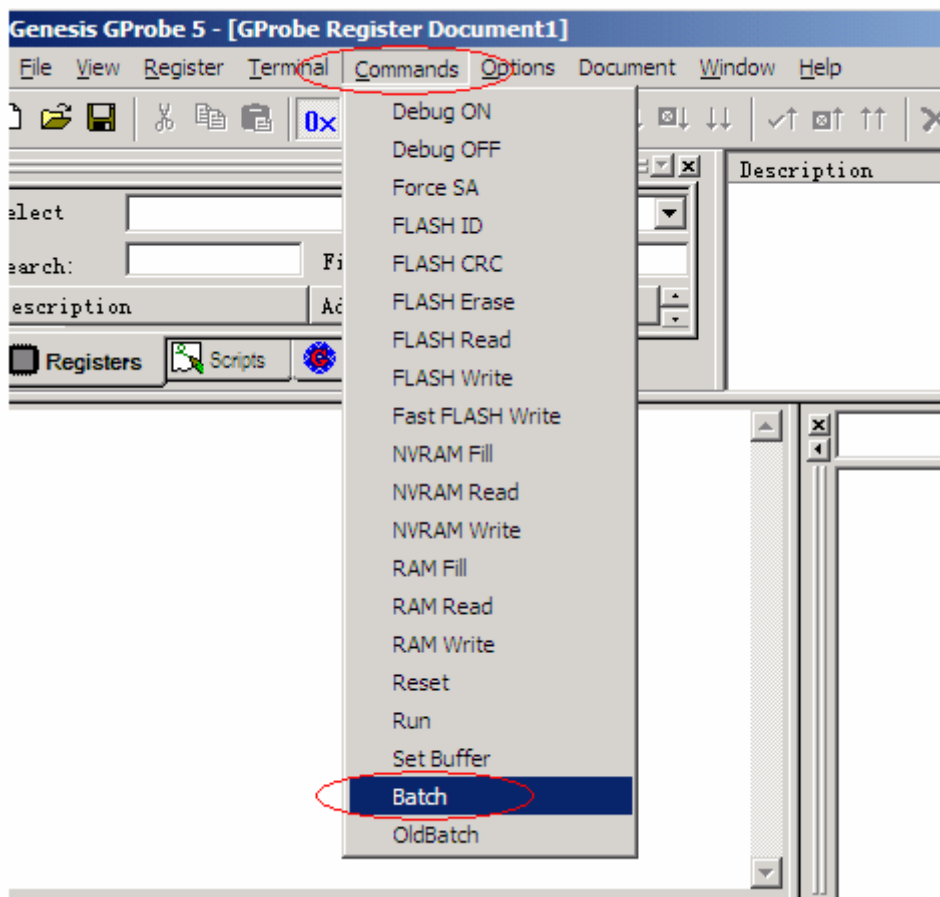 Genesis GProbe 5 - [GProbe Register Document1]
File View Register Terminal Commands Options Document Window Help
0x
Debug ON
Debug OFF
Force SA
FLASH ID
FLASH CRC
FLASH Erase
FLASH Read
FLASH Write
Fast FLASH Write
NVRAM Fill
NVRAM Read
NVRAM Write
RAM Fill
RAM Read
RAM Write
Reset
Run
Set Buffer
Batch
OldBatch
elect
earch: Fi
escription Ad
Registers Scripts
Description